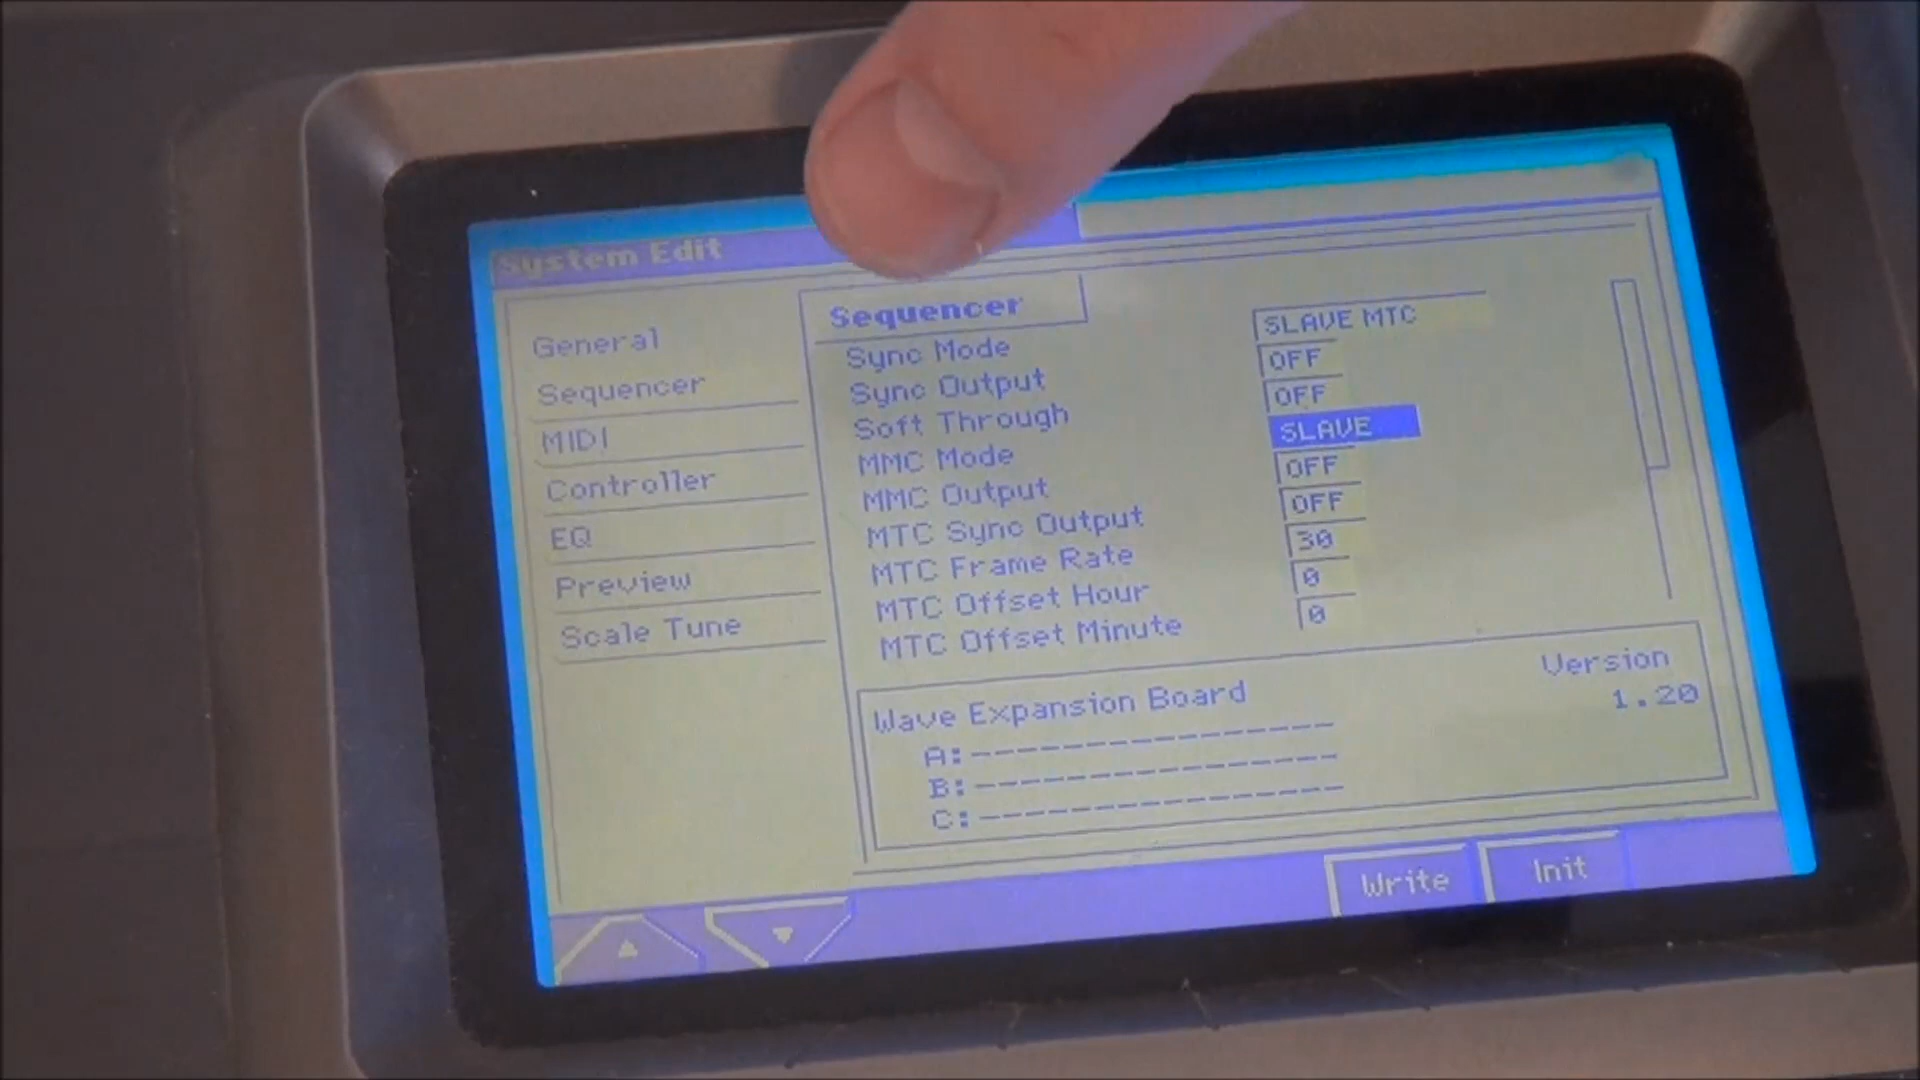 System Edit
General
Sequencer
MIDI
Controller
EQ
Preview
Scale Tune
Sequencer
Sync Mode SLAVE MTC
Sync Output OFF
Soft Through OFF
MMC Mode SLAVE
MMC Output OFF
MTC Sync Output OFF
MTC Frame Rate 30
MTC Offset Hour 0
MTC Offset Minute 0
Wave Expansion Board
A:----------------
B:----------------
C:----------------
Version
1.20
Write
Init